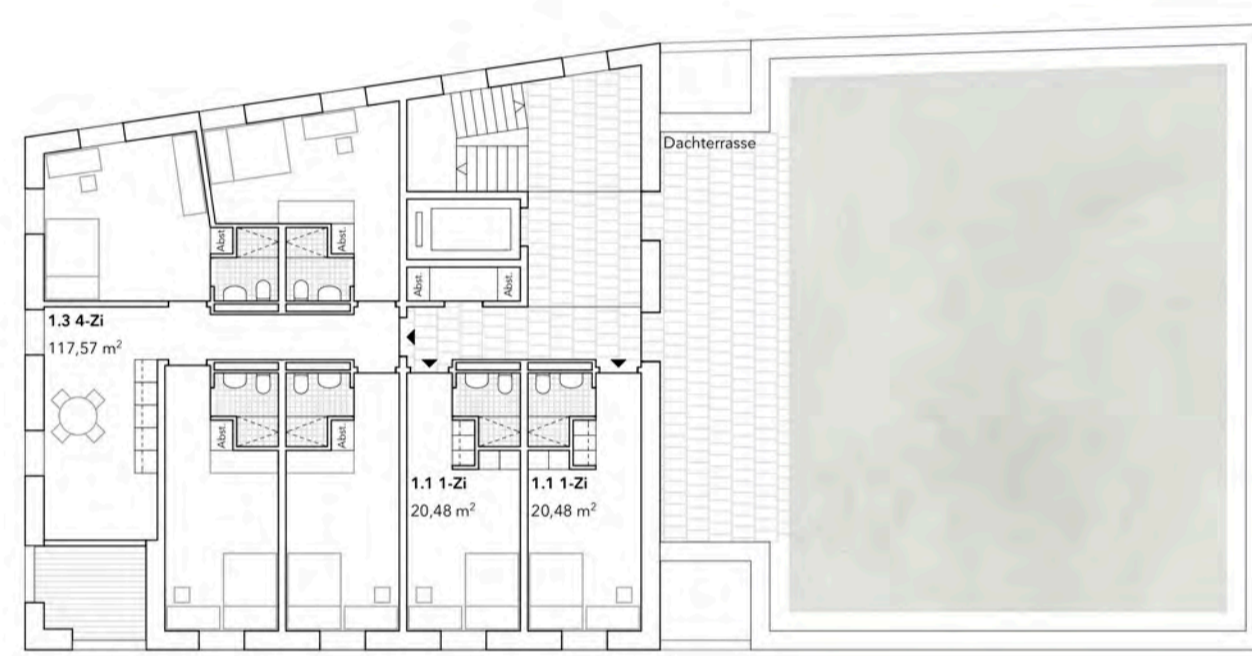 Dachterrasse
Abst.
Abst.
Abst.
Abst.
1.3 4-Zi
117,57 m²
Abst.
Abst.
1.1 1-Zi
20,48 m²
1.1 1-Zi
20,48 m²